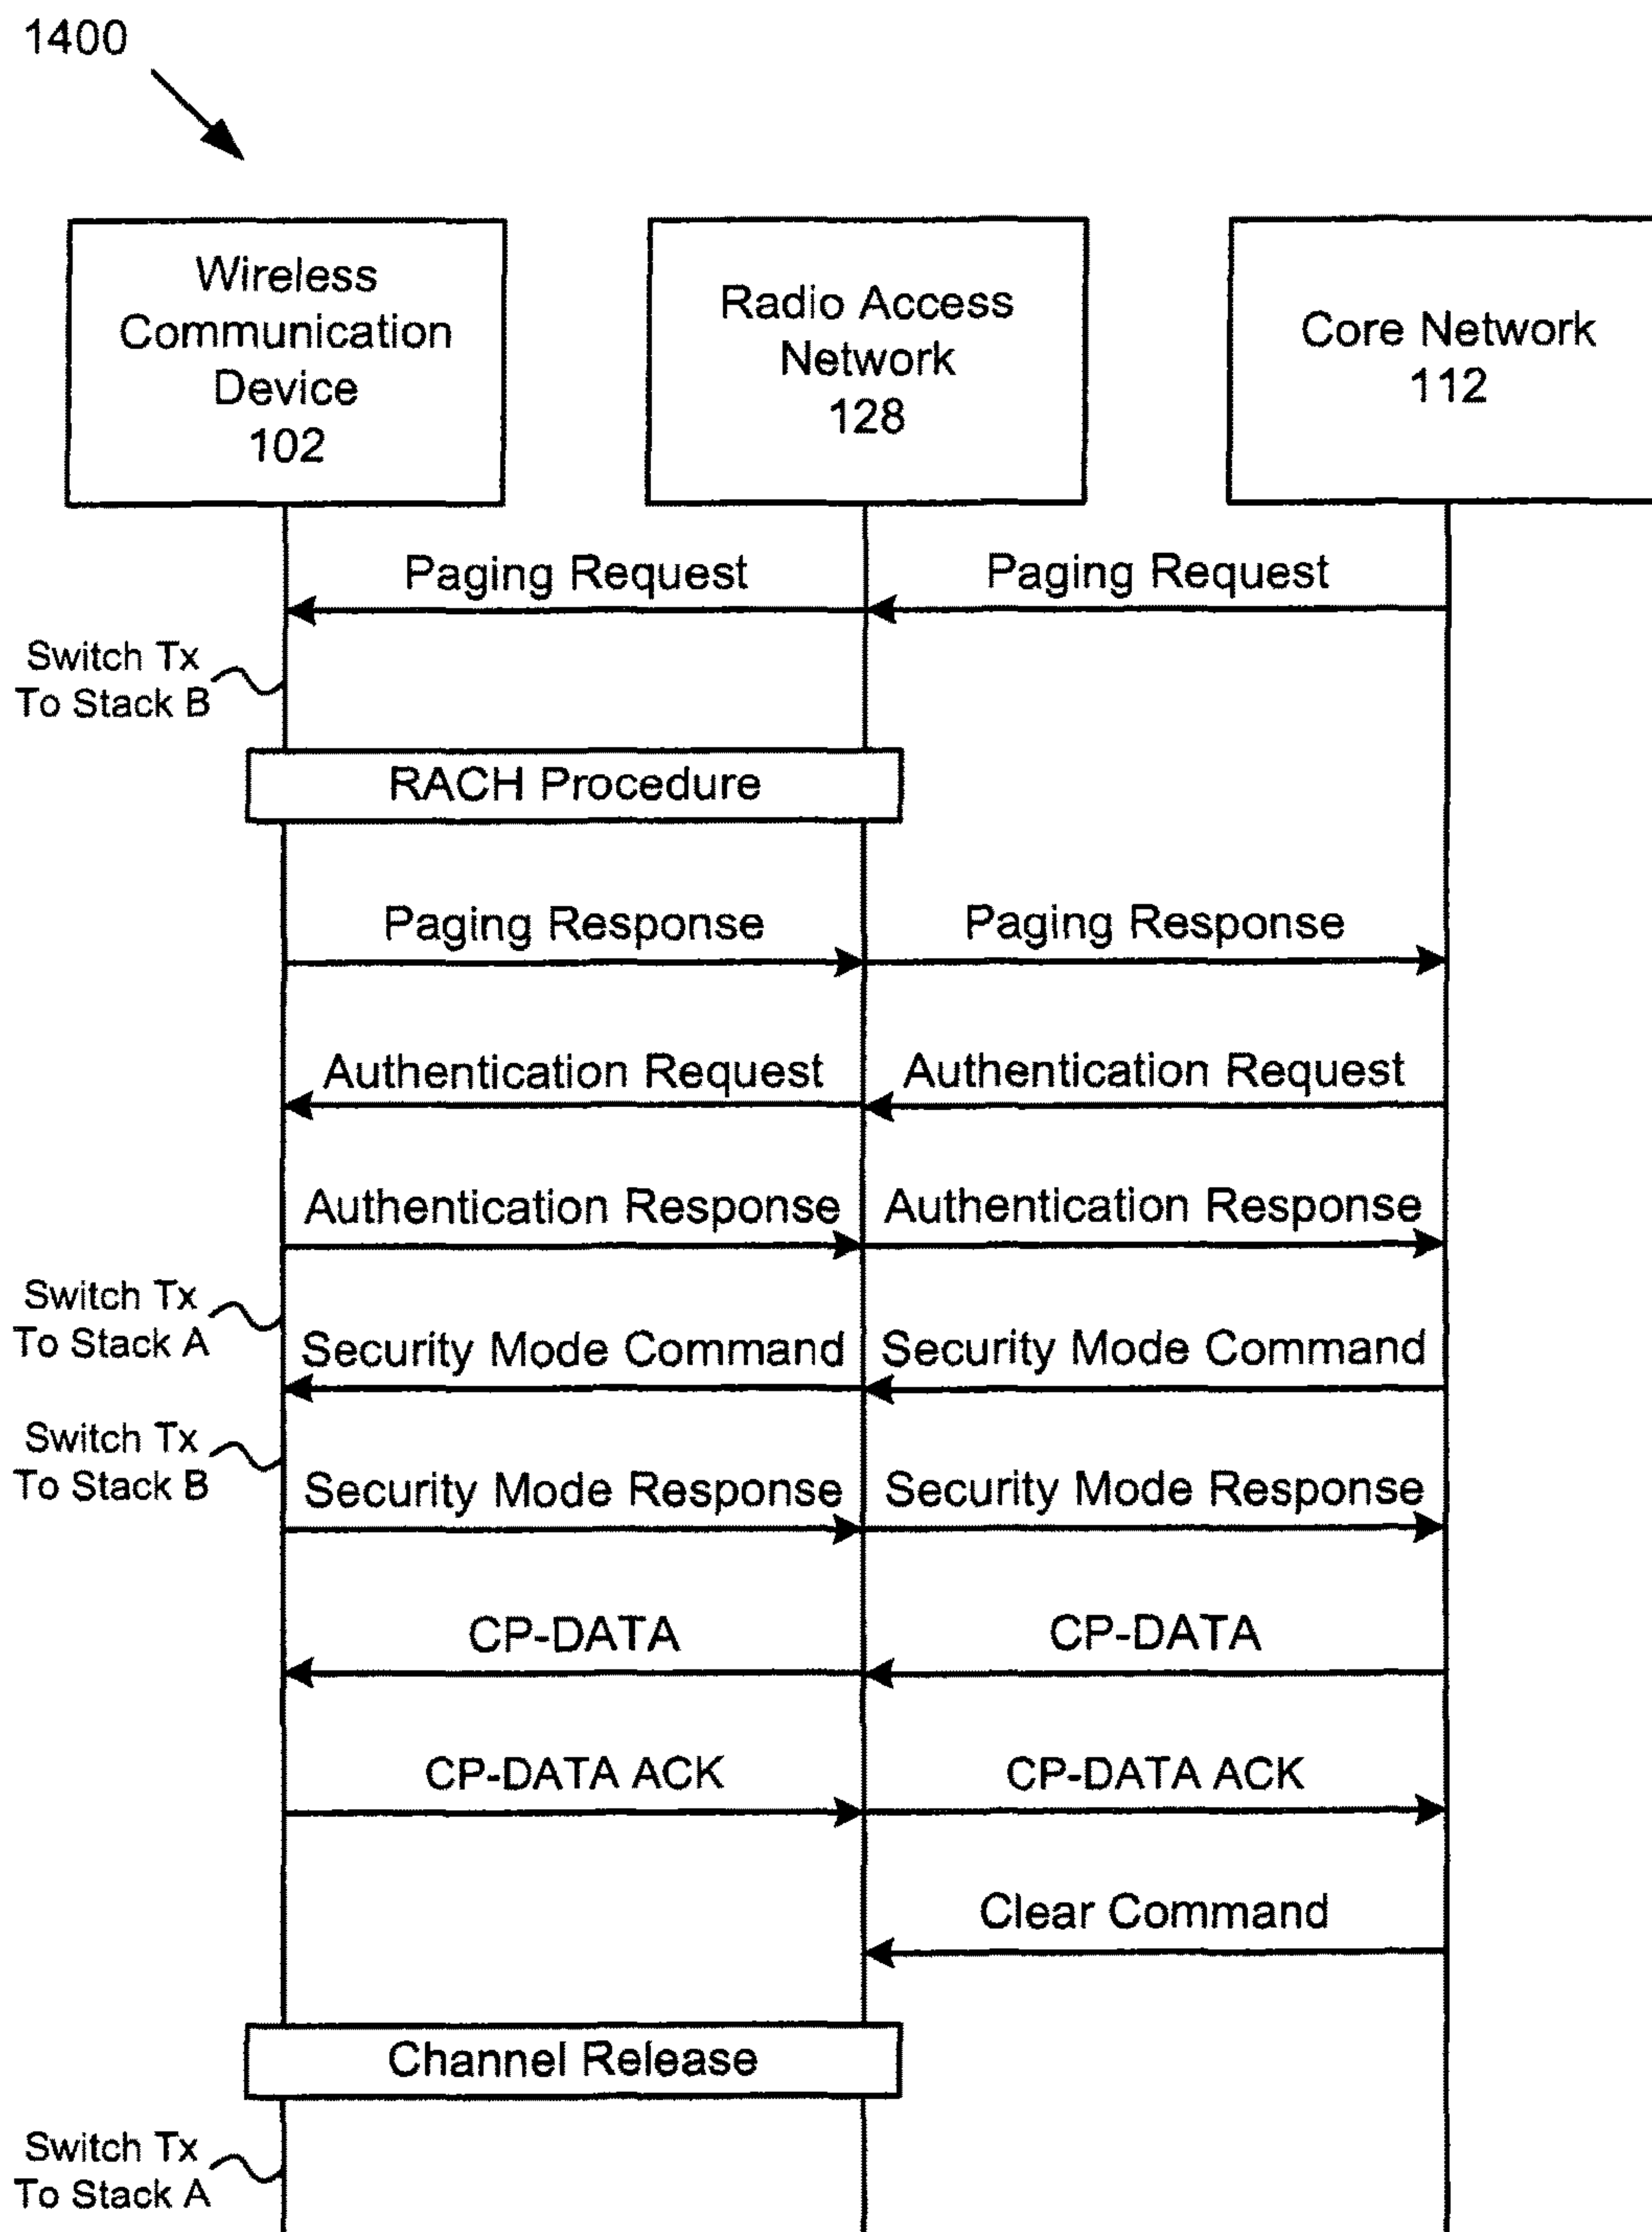 1400
Wireless
Communication
Device
102
Radio Access
Network
128
Core Network
112
Paging Request
Paging Request
Switch Tx
To Stack B
RACH Procedure
Paging Response
Paging Response
Authentication Request
Authentication Request
Authentication Response
Authentication Response
Switch Tx
To Stack A
Security Mode Command
Security Mode Command
Switch Tx
To Stack B
Security Mode Response
Security Mode Response
CP-DATA
CP-DATA
CP-DATA ACK
CP-DATA ACK
Clear Command
Channel Release
Switch Tx
To Stack A